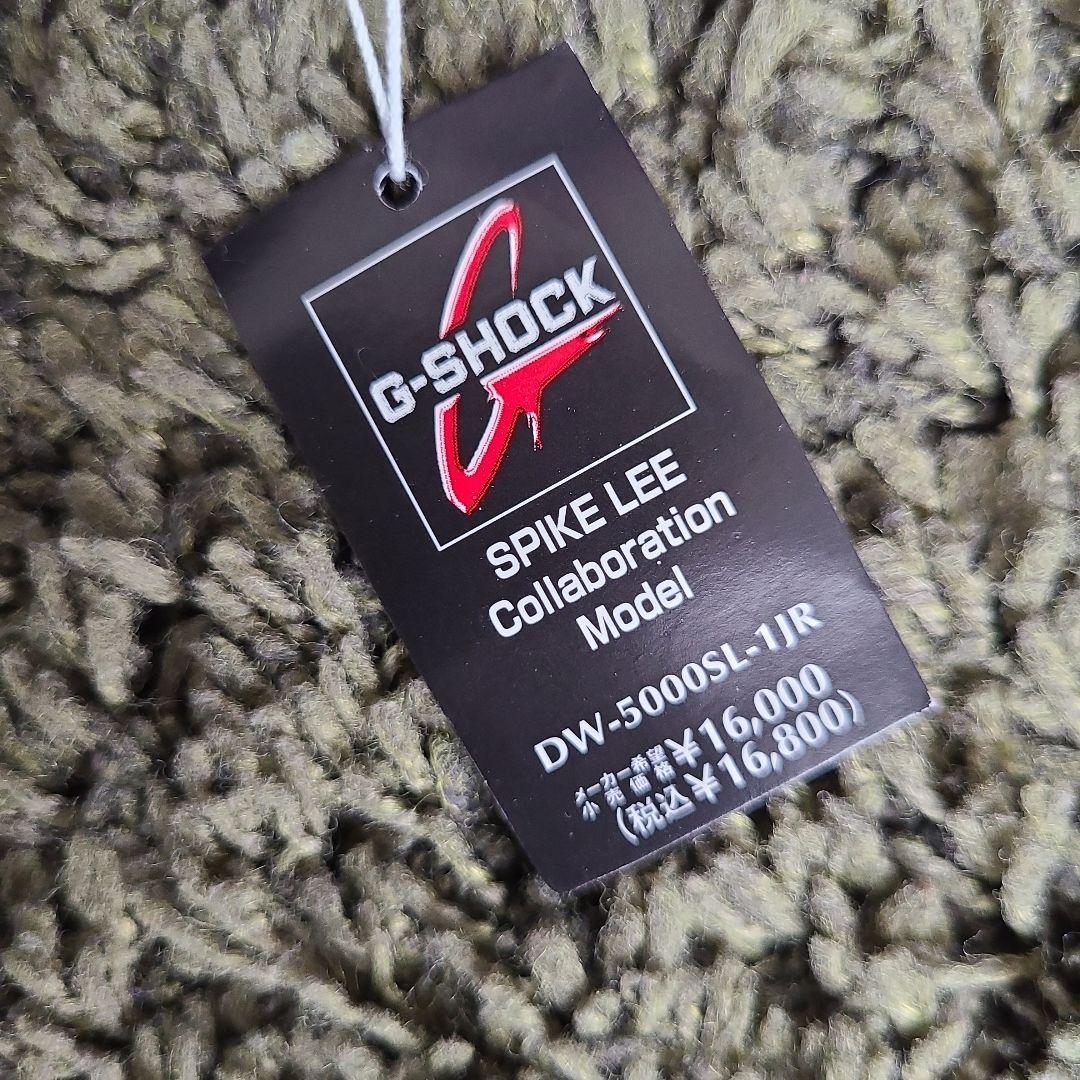 G-SHOCK
SPIKE LEE
Collaboration
Model
DW-5000SL-1JR
メーカー希望
小売価格 ¥16,000
(税込 ¥16,800)